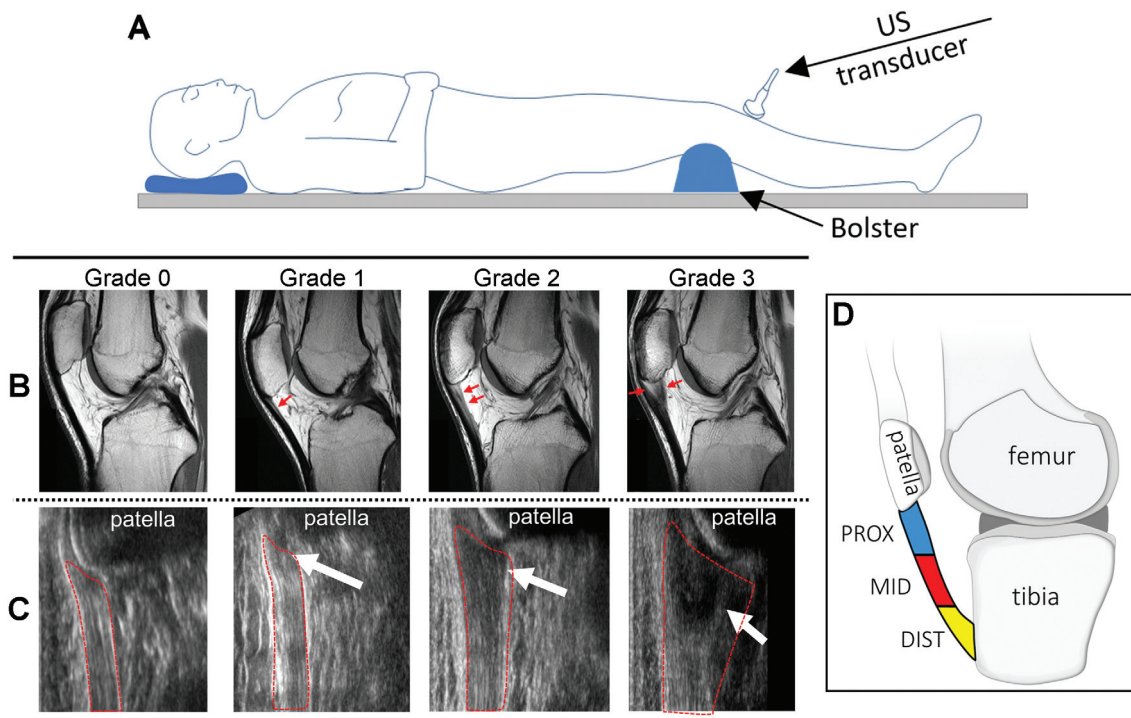 A
US
transducer
Bolster
Grade 0
Grade 1
Grade 2
Grade 3
B
patella
patella
patella
patella
C
D
patella
femur
PROX
MID
DIST
tibia